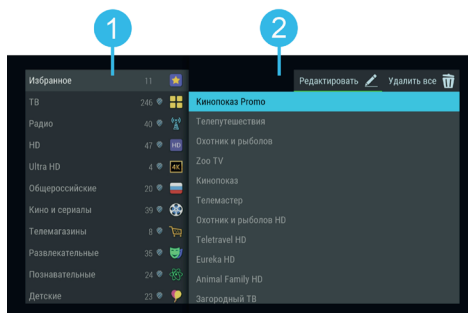 1
2
Избранное 11
Редактировать Удалить все
ТВ 246
Радио 40
HD 47 HD
Ultra HD 4 4K
Общероссийские 20
Кино и сериалы 39
Телемагазины 8
Развлекательные 35
Познавательные 24
Детские 23
Кинопоказ Promo
Телепутешествия
Охотник и рыболов
Zoo TV
Кинопоказ
Телемастер
Охотник и рыболов HD
Teletravel HD
Eureka HD
Animal Family HD
Загородный ТВ